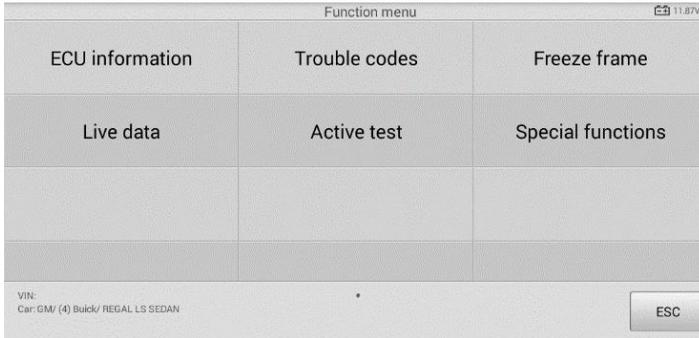 Function menu
11.87V
ECU information
Trouble codes
Freeze frame
Live data
Active test
Special functions
VIN:
Car: GM/ (4) Buick/ REGAL LS SEDAN
ESC